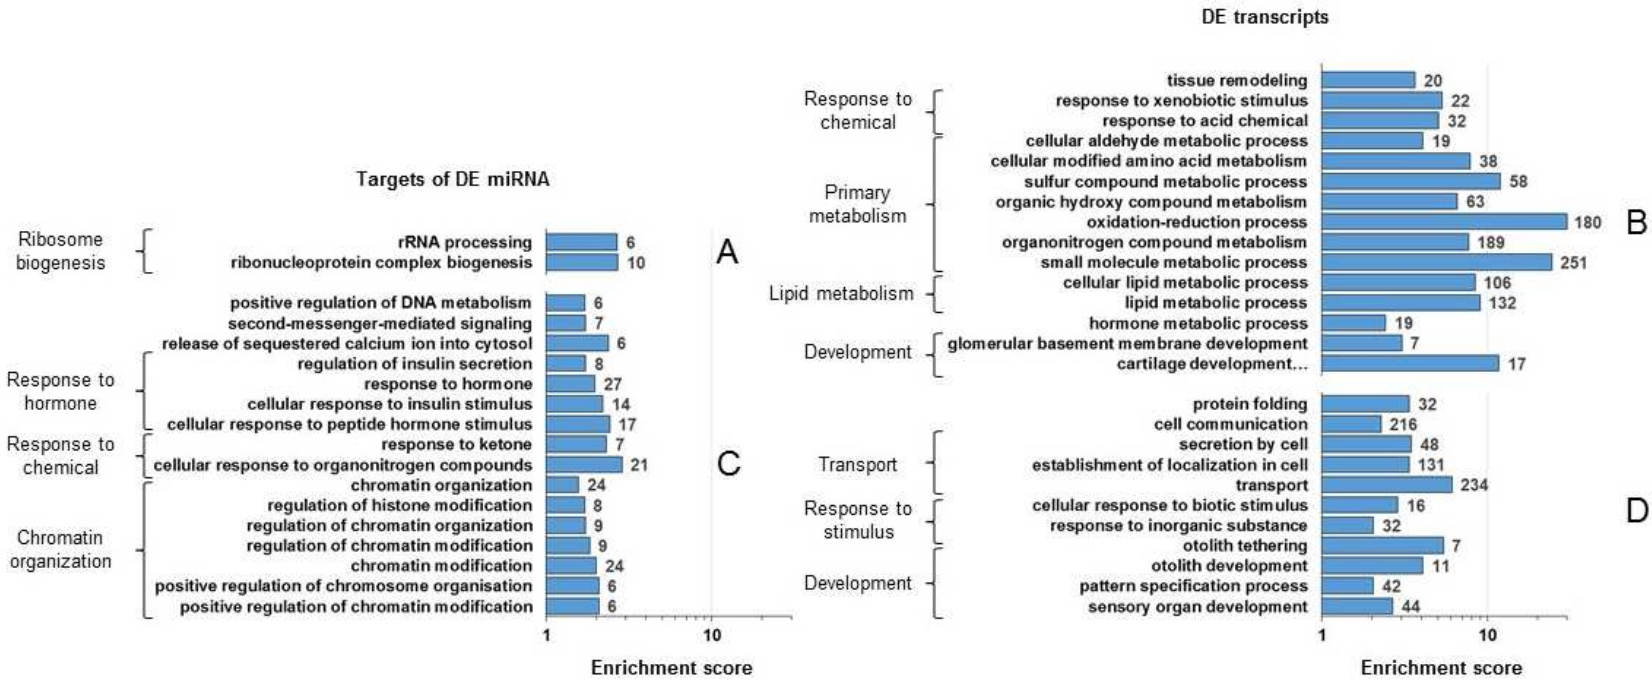 Targets of DE miRNA
Ribosome
biogenesis
rRNA processing 6
ribonucleoprotein complex biogenesis 10
A
positive regulation of DNA metabolism 6
second-messenger-mediated signaling 7
release of sequestered calcium ion into cytosol 6
Response to
hormone
regulation of insulin secretion 8
response to hormone 27
cellular response to insulin stimulus 14
cellular response to peptide hormone stimulus 17
Response to
chemical
response to ketone 7
cellular response to organonitrogen compounds 21
C
Chromatin
organization
chromatin organization 24
regulation of histone modification 8
regulation of chromatin organization 9
regulation of chromatin modification 9
chromatin modification 24
positive regulation of chromosome organisation 6
positive regulation of chromatin modification 6
1 10
Enrichment score
DE transcripts
tissue remodeling 20
Response to
chemical
response to xenobiotic stimulus 22
response to acid chemical 32
Primary
metabolism
cellular aldehyde metabolic process 19
cellular modified amino acid metabolism 38
sulfur compound metabolic process 58
organic hydroxy compound metabolism 63
oxidation-reduction process 180
organonitrogen compound metabolism 189
small molecule metabolic process 251
B
Lipid metabolism
cellular lipid metabolic process 106
lipid metabolic process 132
hormone metabolic process 19
Development
glomerular basement membrane development 7
cartilage development... 17
protein folding 32
cell communication 216
Transport
secretion by cell 48
establishment of localization in cell 131
transport 234
Response to
stimulus
cellular response to biotic stimulus 16
response to inorganic substance 32
D
Development
otolith tethering 7
otolith development 11
pattern specification process 42
sensory organ development 44
1 10
Enrichment score